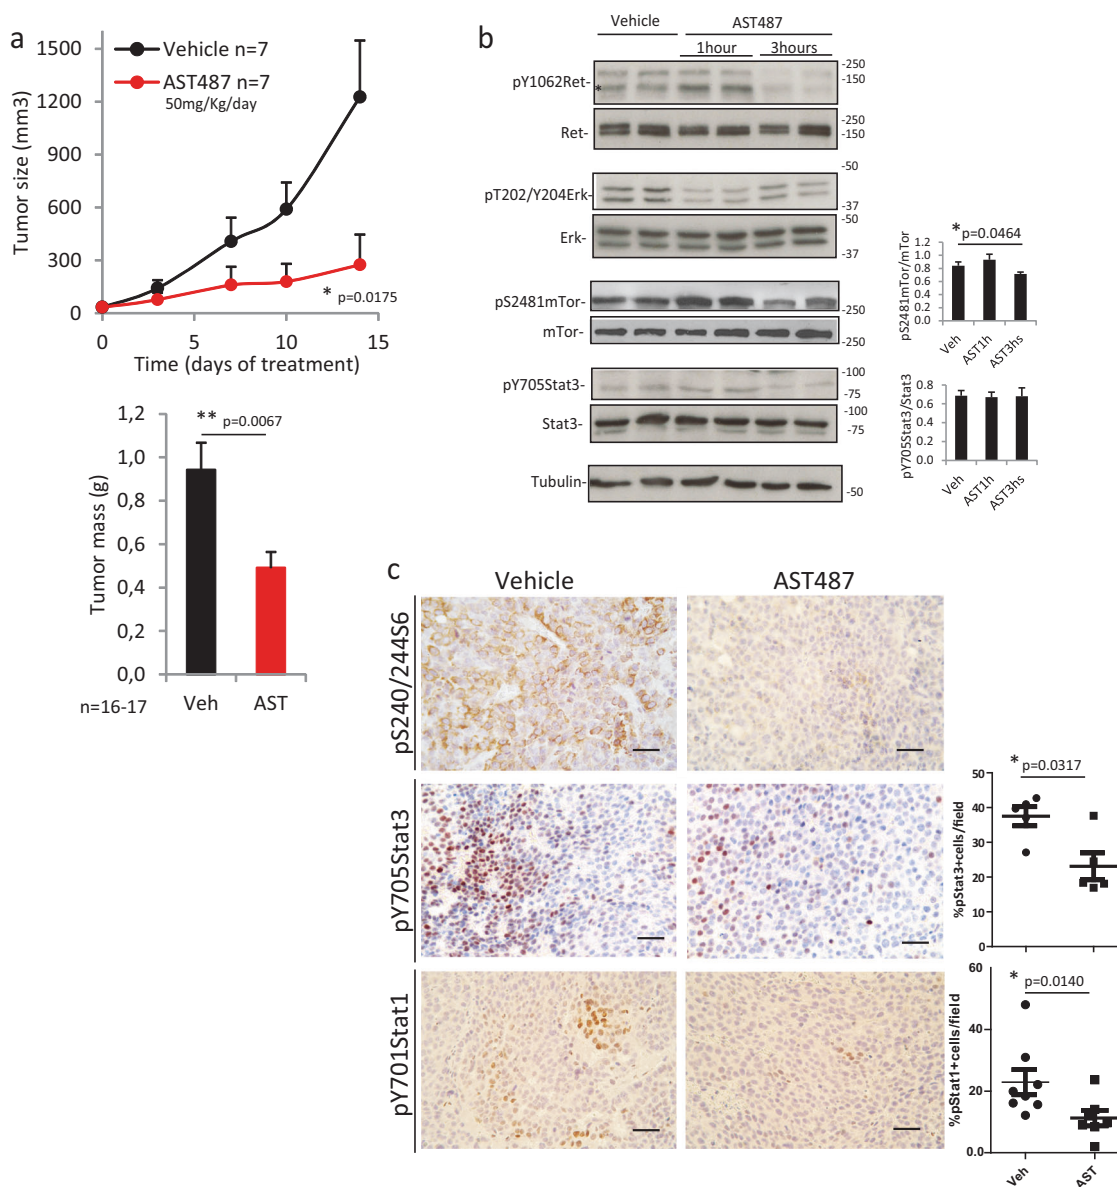 a
Tumor size (mm3)
1500
1200
900
600
300
0
Vehicle n=7
AST487 n=7
50mg/Kg/day
* p=0.0175
0 5 10 15
Time (days of treatment)
Tumor mass (g)
1,2
1,0
0,8
0,6
0,4
0,2
0,0
** p=0.0067
n=16-17 Veh AST
b
Vehicle AST487
1hour 3hours
pY1062Ret-
*
-250
-150
Ret-
-250
-150
pT202/Y204Erk-
-50
-37
Erk-
-50
-37
pS2481mTor-
-250
mTor-
-250
pY705Stat3-
-100
-75
Stat3-
-100
-75
Tubulin-
-50
pS2481mTor/mTor
* p=0.0464
1.2
1.0
0.8
0.6
0.4
0.2
0.0
Veh AST1h AST3hs
pY705Stat3/Stat3
0.8
0.6
0.4
0.2
0.0
Veh AST1h AST3hs
c
Vehicle AST487
pS240/244S6
pY705Stat3
pY701Stat1
%pStat3+cells/field
* p=0.0317
50
40
30
20
10
0
%pStat1+cells/field
* p=0.0140
60
40
20
0.0
Veh AST